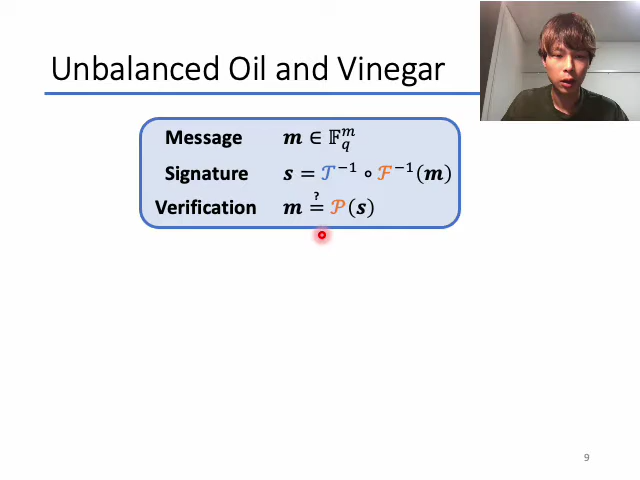 Unbalanced Oil and Vinegar
Message 𝒎 ∈ 𝔽_q^m
Signature 𝒔 = 𝒯⁻¹ ∘ ℱ⁻¹(𝒎)
Verification 𝒎 ≟ 𝒫(𝒔)
9